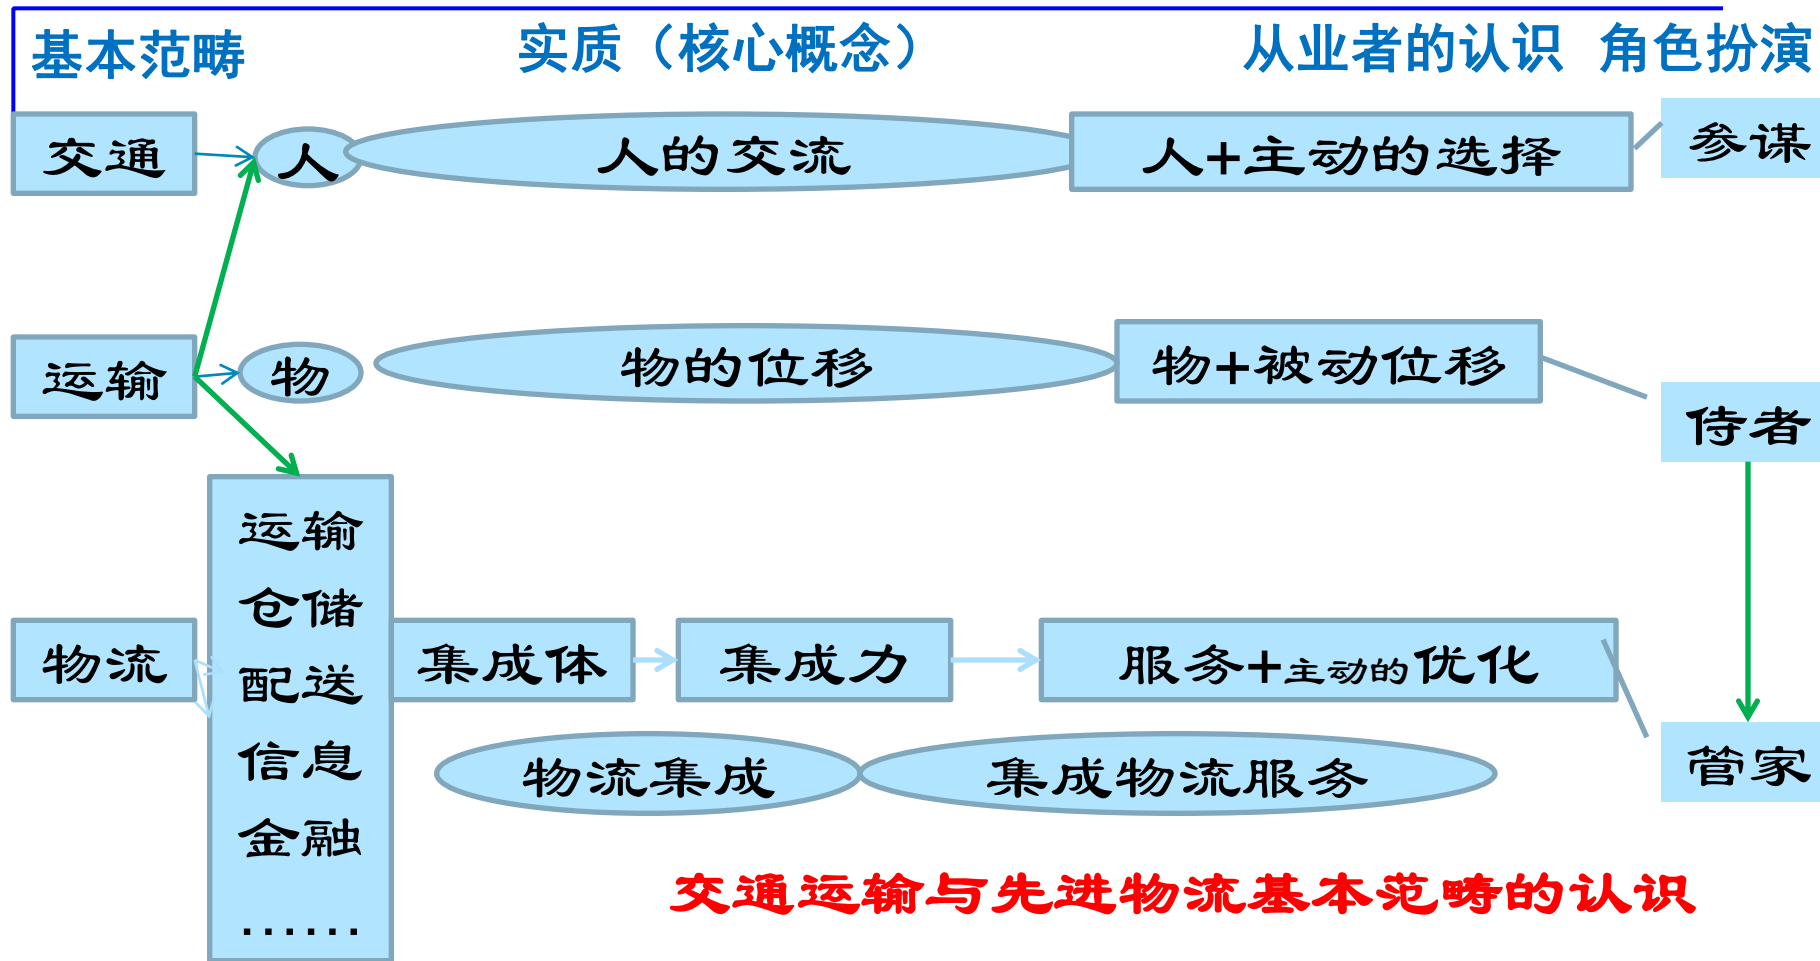 基本范畴 实质（核心概念） 从业者的认识 角色扮演
交通 人 人的交流 人+主动的选择 参谋
运输 物 物的位移 物+被动位移
侍者
运输
仓储
物流 集成体 集成力 服务+主动的优化
配送
信息 物流集成 集成物流服务 管家
金融
交通运输与先进物流基本范畴的认识
······